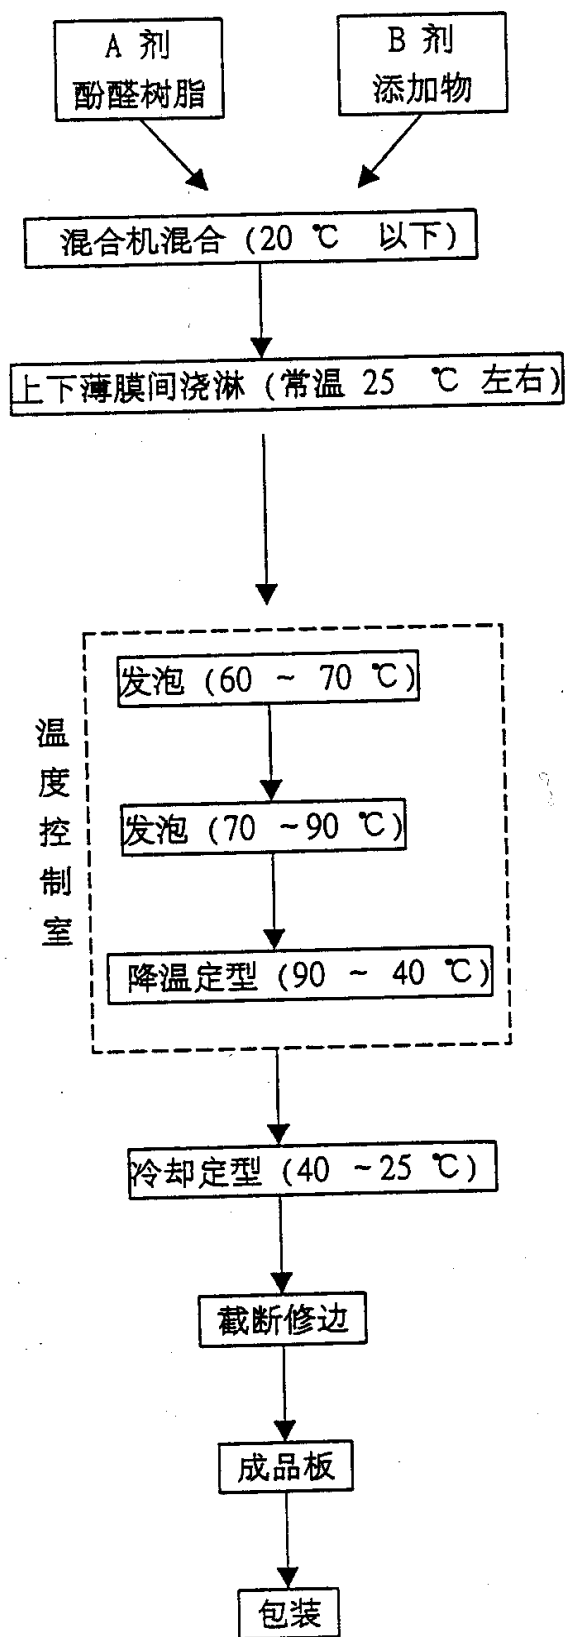 A 剂
酚醛树脂
B 剂
添加物
混合机混合 (20 ℃ 以下)
上下薄膜间浇淋 (常温 25 ℃ 左右)
温度控制室
发泡 (60 ~ 70 ℃)
发泡 (70 ~90 ℃)
降温定型 (90 ~ 40 ℃)
冷却定型 (40 ~25 ℃)
截断修边
成品板
包装